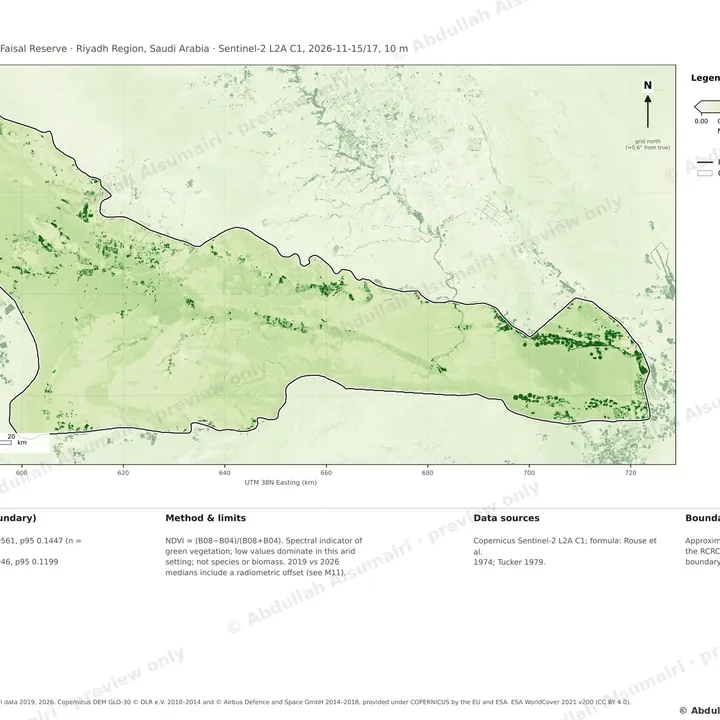 Faisal Reserve · Riyadh Region, Saudi Arabia · Sentinel-2 L2A C1, 2026-11-15/17, 10 m
Legen
N
grid north
(≈0.6° from true)
0.00
20
km
600 620 640 660 680 700 720
UTM 38N Easting (km)
undary)
561, p95 0.1447 (n =
46, p95 0.1199
Method & limits
NDVI = (B08−B04)/(B08+B04). Spectral indicator of
green vegetation; low values dominate in this arid
setting; not species or biomass. 2019 vs 2026
medians include a radiometric offset (see M11).
Data sources
Copernicus Sentinel-2 L2A C1; formula: Rouse et
al.
1974; Tucker 1979.
Bounda
Approxim
the RCRC
boundary
l data 2019, 2026. Copernicus DEM GLO-30 © DLR e.V. 2010–2014 and © Airbus Defence and Space GmbH 2014–2018, provided under COPERNICUS by the EU and ESA. ESA WorldCover 2021 v200 (CC BY 4.0).
© Abdul
© Abdullah Alsumairi · preview only